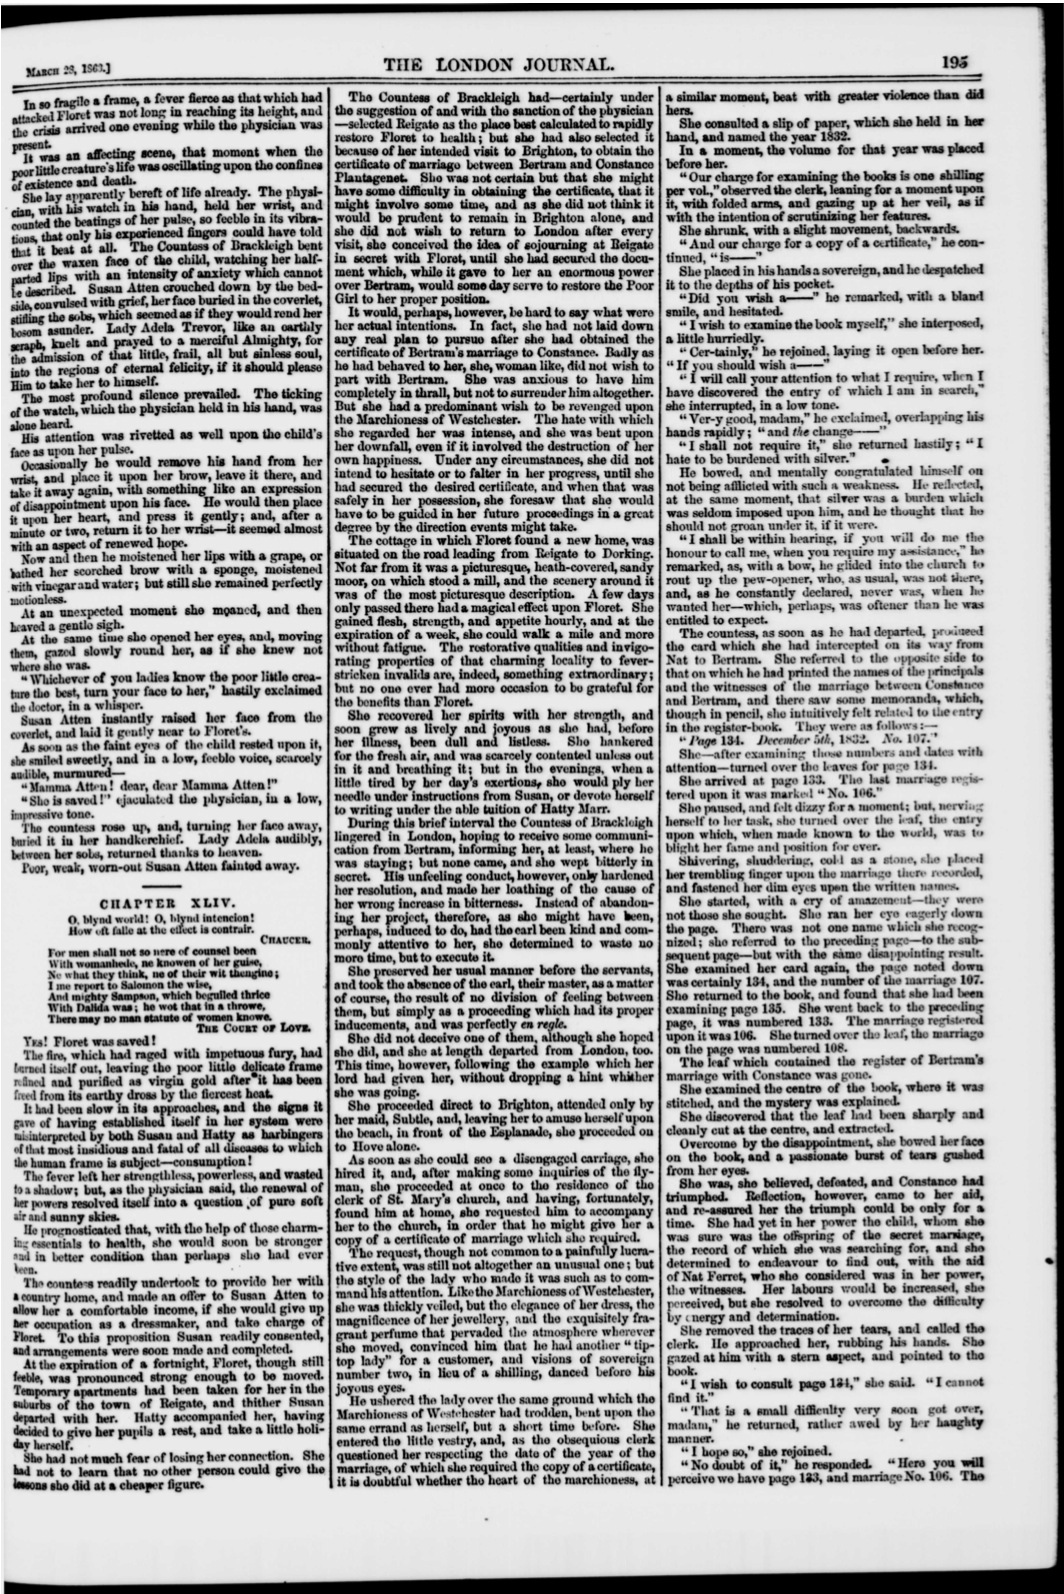 MARCH 28, 1863.]
THE LONDON JOURNAL.
195
In so fragile a frame, a fever fierce as that which had
attacked Floret was not long in reaching its height, and
the crisis arrived one evening while the physician was
present.
It was an affecting scene, that moment when the
poor little creature's life was oscillating upon the confines
of existence and death.
She lay apparently bereft of life already. The physi-
cian, with his watch in his hand, held her wrist, and
counted the beatings of her pulse, so feeble in its vibra-
tions, that only his experienced fingers could have told
that it beat at all. The Countess of Brackleigh bent
over the waxen face of the child, watching her half-
parted lips with an intensity of anxiety which cannot
be described. Susan Atten crouched down by the bed-
side, convulsed with grief, her face buried in the coverlet,
stifling the sobs, which seemed as if they would rend her
bosom asunder. Lady Adela Trevor, like an earthly
seraph, knelt and prayed to a merciful Almighty, for
the admission of that little, frail, all but sinless soul,
into the regions of eternal felicity, if it should please
Him to take her to himself.
The most profound silence prevailed. The ticking
of the watch, which the physician held in his hand, was
alone heard.
His attention was rivetted as well upon the child's
face as upon her pulse.
Occasionally he would remove his hand from her
wrist, and place it upon her brow, leave it there, and
take it away again, with something like an expression
of disappointment upon his face. He would then place
it upon her heart, and press it gently; and, after a
minute or two, return it to her wrist—it seemed almost
with an aspect of renewed hope.
Now and then he moistened her lips with a grape, or
bathed her scorched brow with a sponge, moistened
with vinegar and water; but still she remained perfectly
motionless.
At an unexpected moment she moaned, and then
heaved a gentle sigh.
At the same time she opened her eyes, and, moving
them, gazed slowly round her, as if she knew not
where she was.
"Whichever of you ladies know the poor little crea-
ture the best, turn your face to her," hastily exclaimed
the doctor, in a whisper.
Susan Atten instantly raised her face from the
coverlet, and laid it gently near to Floret's.
As soon as the faint eyes of the child rested upon it,
she smiled sweetly, and in a low, feeble voice, scarcely
audible, murmured—
"Mamma Atten! dear, dear Mamma Atten!"
"She is saved!" ejaculated the physician, in a low,
impressive tone.
The countess rose up, and, turning her face away,
buried it in her handkerchief. Lady Adela audibly,
between her sobs, returned thanks to heaven.
Poor, weak, worn-out Susan Atten fainted away.
CHAPTER XLIV.
O, blynd world! O, blynd intencion!
How oft falle at the effect is contrair.
CHAUCER.
For men shall not so nere of counsel been
With womanhede, ne knowen of her guise,
Ne what they think, ne of their wit thengine;
I me report to Salomon the wise,
And mighty Sampson, which beguiled thrice
With Dalida was; he wot that in a throwe,
There may no man statute of women knowe.
THE COURT OF LOVE.
YES! Floret was saved!
The fire, which had raged with impetuous fury, had
burned itself out, leaving the poor little delicate frame
refined and purified as virgin gold after it has been
freed from its earthy dross by the fiercest heat.
It had been slow in its approaches, and the signs it
gave of having established itself in her system were
misinterpreted by both Susan and Hatty as harbingers
of that most insidious and fatal of all diseases to which
the human frame is subject—consumption!
The fever left her strengthless, powerless, and wasted
to a shadow; but, as the physician said, the renewal of
her powers resolved itself into a question of pure soft
air and sunny skies.
He prognosticated that, with the help of those charm-
ing essentials to health, she would soon be stronger
and in better condition than perhaps she had ever
been.
The countess readily undertook to provide her with
a country home, and made an offer to Susan Atten to
allow her a comfortable income, if she would give up
her occupation as a dressmaker, and take charge of
Floret. To this proposition Susan readily consented,
and arrangements were soon made and completed.
At the expiration of a fortnight, Floret, though still
feeble, was pronounced strong enough to be moved.
Temporary apartments had been taken for her in the
suburbs of the town of Reigate, and thither Susan
departed with her. Hatty accompanied her, having
decided to give her pupils a rest, and take a little holi-
day herself.
She had not much fear of losing her connection. She
had not to learn that no other person could give the
lessons she did at a cheaper figure.
The Countess of Brackleigh had—certainly under
the suggestion of and with the sanction of the physician
—selected Reigate as the place best calculated to rapidly
restore Floret to health; but she had also selected it
because of her intended visit to Brighton, to obtain the
certificate of marriage between Bertram and Constance
Plantagenet. She was not certain but that she might
have some difficulty in obtaining the certificate, that it
might involve some time, and as she did not think it
would be prudent to remain in Brighton alone, and
she did not wish to return to London after every
visit, she conceived the idea of sojourning at Reigate
in secret with Floret, until she had secured the docu-
ment which, while it gave to her an enormous power
over Bertram, would some day serve to restore the Poor
Girl to her proper position.
It would, perhaps, however, be hard to say what were
her actual intentions. In fact, she had not laid down
any real plan to pursue after she had obtained the
certificate of Bertram's marriage to Constance. Badly as
he had behaved to her, she, woman like, did not wish to
part with Bertram. She was anxious to have him
completely in thrall, but not to surrender him altogether.
But she had a predominant wish to be revenged upon
the Marchioness of Westchester. The hate with which
she regarded her was intense, and she was bent upon
her downfall, even if it involved the destruction of her
own happiness. Under any circumstances, she did not
intend to hesitate or to falter in her progress, until she
had secured the desired certificate, and when that was
safely in her possession, she foresaw that she would
have to be guided in her future proceedings in a great
degree by the direction events might take.
The cottage in which Floret found a new home, was
situated on the road leading from Reigate to Dorking.
Not far from it was a picturesque, heath-covered, sandy
moor, on which stood a mill, and the scenery around it
was of the most picturesque description. A few days
only passed there had a magical effect upon Floret. She
gained flesh, strength, and appetite hourly, and at the
expiration of a week, she could walk a mile and more
without fatigue. The restorative qualities and invigo-
rating properties of that charming locality to fever-
stricken invalids are, indeed, something extraordinary;
but no one ever had more occasion to be grateful for
the benefits than Floret.
She recovered her spirits with her strength, and
soon grew as lively and joyous as she had, before
her illness, been dull and listless. She hankered
for the fresh air, and was scarcely contented unless out
in it and breathing it; but in the evenings, when a
little tired by her day's exertions, she would ply her
needle under instructions from Susan, or devote herself
to writing under the able tuition of Hatty Marr.
During this brief interval the Countess of Brackleigh
lingered in London, hoping to receive some communi-
cation from Bertram, informing her, at least, where he
was staying; but none came, and she wept bitterly in
secret. His unfeeling conduct, however, only hardened
her resolution, and made her loathing of the cause of
her wrong increase in bitterness. Instead of abandon-
ing her project, therefore, as she might have been,
perhaps, induced to do, had the earl been kind and com-
monly attentive to her, she determined to waste no
more time, but to execute it.
She preserved her usual manner before the servants,
and took the absence of the earl, their master, as a matter
of course, the result of no division of feeling between
them, but simply as a proceeding which had its proper
inducements, and was perfectly en regle.
She did not deceive one of them, although she hoped
she did, and she at length departed from London, too.
This time, however, following the example which her
lord had given her, without dropping a hint whither
she was going.
She proceeded direct to Brighton, attended only by
her maid, Subtle, and, leaving her to amuse herself upon
the beach, in front of the Esplanade, she proceeded on
to Hove alone.
As soon as she could see a disengaged carriage, she
hired it, and, after making some inquiries of the fly-
man, she proceeded at once to the residence of the
clerk of St. Mary's church, and having, fortunately,
found him at home, she requested him to accompany
her to the church, in order that he might give her a
copy of a certificate of marriage which she required.
The request, though not common to a painfully lucra-
tive extent, was still not altogether an unusual one; but
the style of the lady who made it was such as to com-
mand his attention. Like the Marchioness of Westchester,
she was thickly veiled, but the elegance of her dress, the
magnificence of her jewellery, and the exquisitely fra-
grant perfume that pervaded the atmosphere wherever
she moved, convinced him that he had another "tip-
top lady" for a customer, and visions of sovereign
number two, in lieu of a shilling, danced before his
joyous eyes.
He ushered the lady over the same ground which the
Marchioness of Westchester had trodden, bent upon the
same errand as herself, but a short time before. She
entered the little vestry, and, as the obsequious clerk
questioned her respecting the date of the year of the
marriage, of which she required the copy of a certificate,
it is doubtful whether the heart of the marchioness, at
a similar moment, beat with greater violence than did
hers.
She consulted a slip of paper, which she held in her
hand, and named the year 1832.
In a moment, the volume for that year was placed
before her.
"Our charge for examining the books is one shilling
per vol.," observed the clerk, leaning for a moment upon
it, with folded arms, and gazing up at her veil, as if
with the intention of scrutinizing her features.
She shrunk, with a slight movement, backwards.
"And our charge for a copy of a certificate," he con-
tinued, "is——"
She placed in his hands a sovereign, and he despatched
it to the depths of his pocket.
"Did you wish a——" he remarked, with a bland
smile, and hesitated.
"I wish to examine the book myself," she interposed,
a little hurriedly.
"Cer-tainly," he rejoined, laying it open before her.
"If you should wish a——"
"I will call your attention to what I require, when I
have discovered the entry of which I am in search,"
she interrupted, in a low tone.
"Ver-y good, madam," he exclaimed, overlapping his
hands rapidly; "and the change——"
"I shall not require it," she returned hastily; "I
hate to be burdened with silver."
He bowed, and mentally congratulated himself on
not being afflicted with such a weakness. He reflected,
at the same moment, that silver was a burden which
was seldom imposed upon him, and he thought that he
should not groan under it, if it were.
"I shall be within hearing, if you will do me the
honour to call me, when you require my assistance," he
remarked, as, with a bow, he glided into the church to
rout up the pew-opener, who, as usual, was not there,
and, as he constantly declared, never was, when he
wanted her—which, perhaps, was oftener than he was
entitled to expect.
The countess, as soon as he had departed, produced
the card which she had intercepted on its way from
Nat to Bertram. She referred to the opposite side to
that on which he had printed the names of the principals
and the witnesses of the marriage between Constance
and Bertram, and there saw some memoranda, which,
though in pencil, she intuitively felt related to the entry
in the register-book. They were as follows:—
"Page 134. December 5th, 1832. No. 107."
She—after examining these numbers and dates with
attention—turned over the leaves for page 134.
She arrived at page 133. The last marriage regis-
tered upon it was marked "No. 106."
She paused, and felt dizzy for a moment; but, nerving
herself to her task, she turned over the leaf, the entry
upon which, when made known to the world, was to
blight her fame and position for ever.
Shivering, shuddering, cold as a stone, she placed
her trembling finger upon the marriage there recorded,
and fastened her dim eyes upon the written names.
She started, with a cry of amazement—they were
not those she sought. She ran her eye eagerly down
the page. There was not one name which she recog-
nized; she referred to the preceding page—to the sub-
sequent page—but with the same disappointing result.
She examined her card again, the page noted down
was certainly 134, and the number of the marriage 107.
She returned to the book, and found that she had been
examining page 135. She went back to the preceding
page, it was numbered 133. The marriage registered
upon it was 106. She turned over the leaf, the marriage
on the page was numbered 108.
The leaf which contained the register of Bertram's
marriage with Constance was gone.
She examined the centre of the book, where it was
stitched, and the mystery was explained.
She discovered that the leaf had been sharply and
cleanly cut at the centre, and extracted.
Overcome by the disappointment, she bowed her face
on the book, and a passionate burst of tears gushed
from her eyes.
She was, she believed, defeated, and Constance had
triumphed. Reflection, however, came to her aid,
and re-assured her the triumph could be only for a
time. She had yet in her power the child, whom she
was sure was the offspring of the secret marriage,
the record of which she was searching for, and she
determined to endeavour to find out, with the aid
of Nat Ferret, who she considered was in her power,
the witnesses. Her labours would be increased, she
perceived, but she resolved to overcome the difficulty
by energy and determination.
She removed the traces of her tears, and called the
clerk. He approached her, rubbing his hands. She
gazed at him with a stern aspect, and pointed to the
book.
"I wish to consult page 134," she said. "I cannot
find it."
"That is a small difficulty very soon got over,
madam," he returned, rather awed by her haughty
manner.
"I hope so," she rejoined.
"No doubt of it," he responded. "Here you will
perceive we have page 133, and marriage No. 106. The